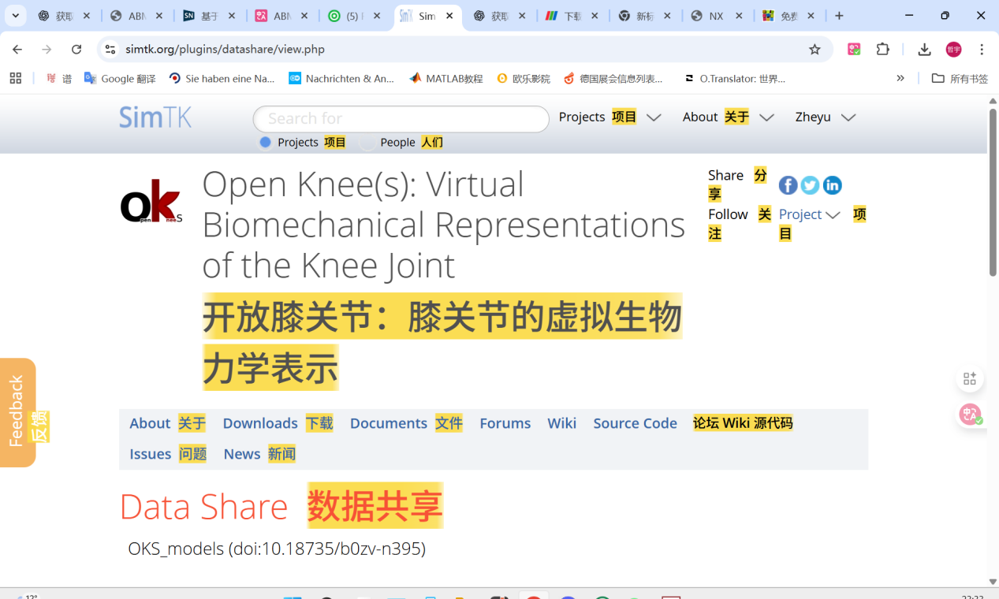 获取
ABN
基于
ABN
(5)
Sim
获取
下载
新标
NX
免费
simtk.org/plugins/datashare/view.php
哲宇
谱
Google 翻译
Sie haben eine Na...
Nachrichten & An...
MATLAB教程
欧乐影院
德国展会信息列表...
O.Translator: 世界...
所有书签
SimTK
Search for
Projects 项目
About 关于
Zheyu
Projects 项目
People 人们
ok
open knees
Open Knee(s): Virtual
Biomechanical Representations
of the Knee Joint
开放膝关节：膝关节的虚拟生物
力学表示
Share 分
享
Follow 关
注
Project 项
目
Feedback
反馈
About 关于 Downloads 下载 Documents 文件 Forums Wiki Source Code 论坛 Wiki 源代码
Issues 问题 News 新闻
Data Share 数据共享
OKS_models (doi:10.18735/b0zv-n395)
12°